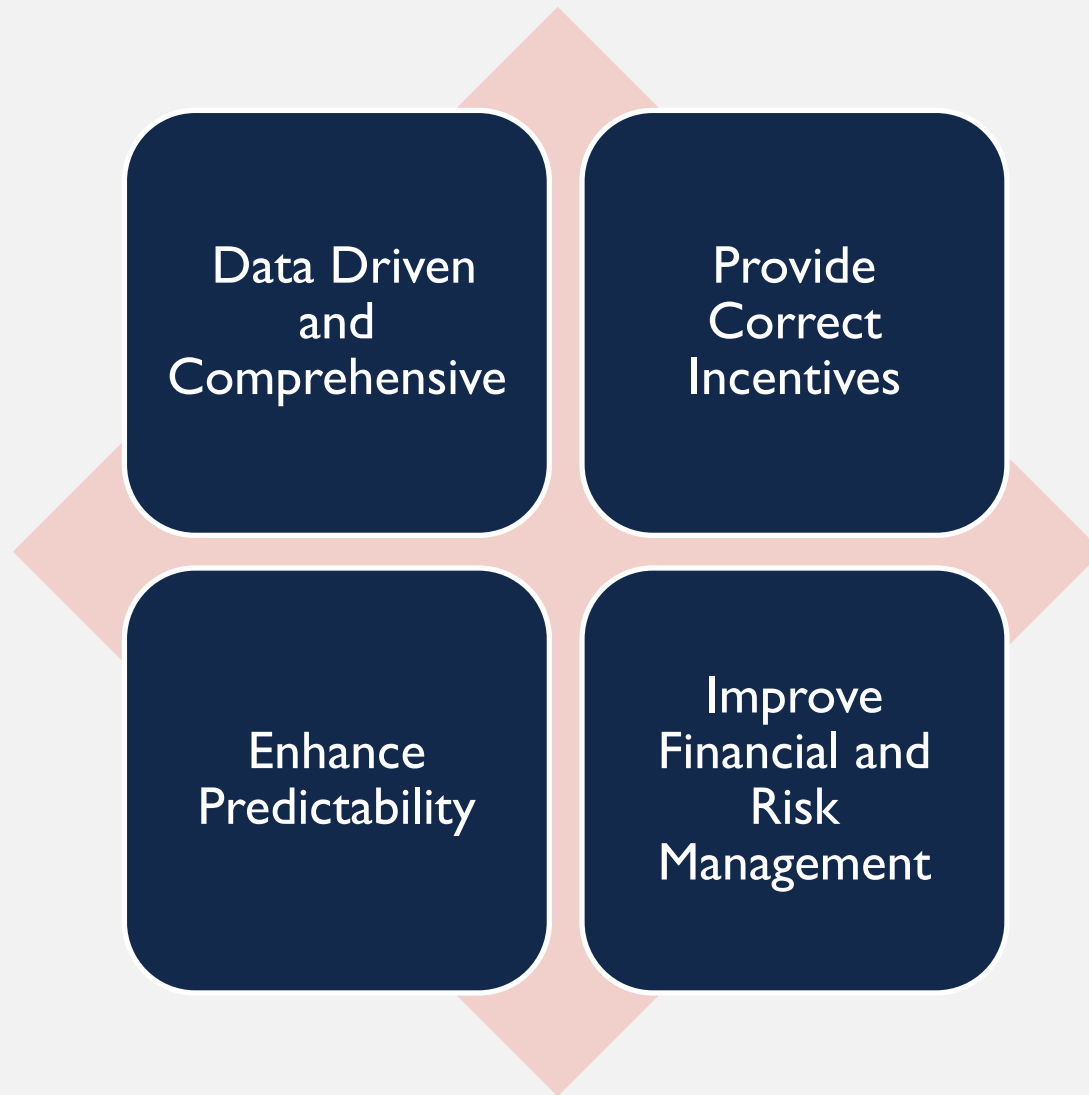 Data Driven
and
Comprehensive
Provide
Correct
Incentives
Enhance
Predictability
Improve
Financial and
Risk
Management